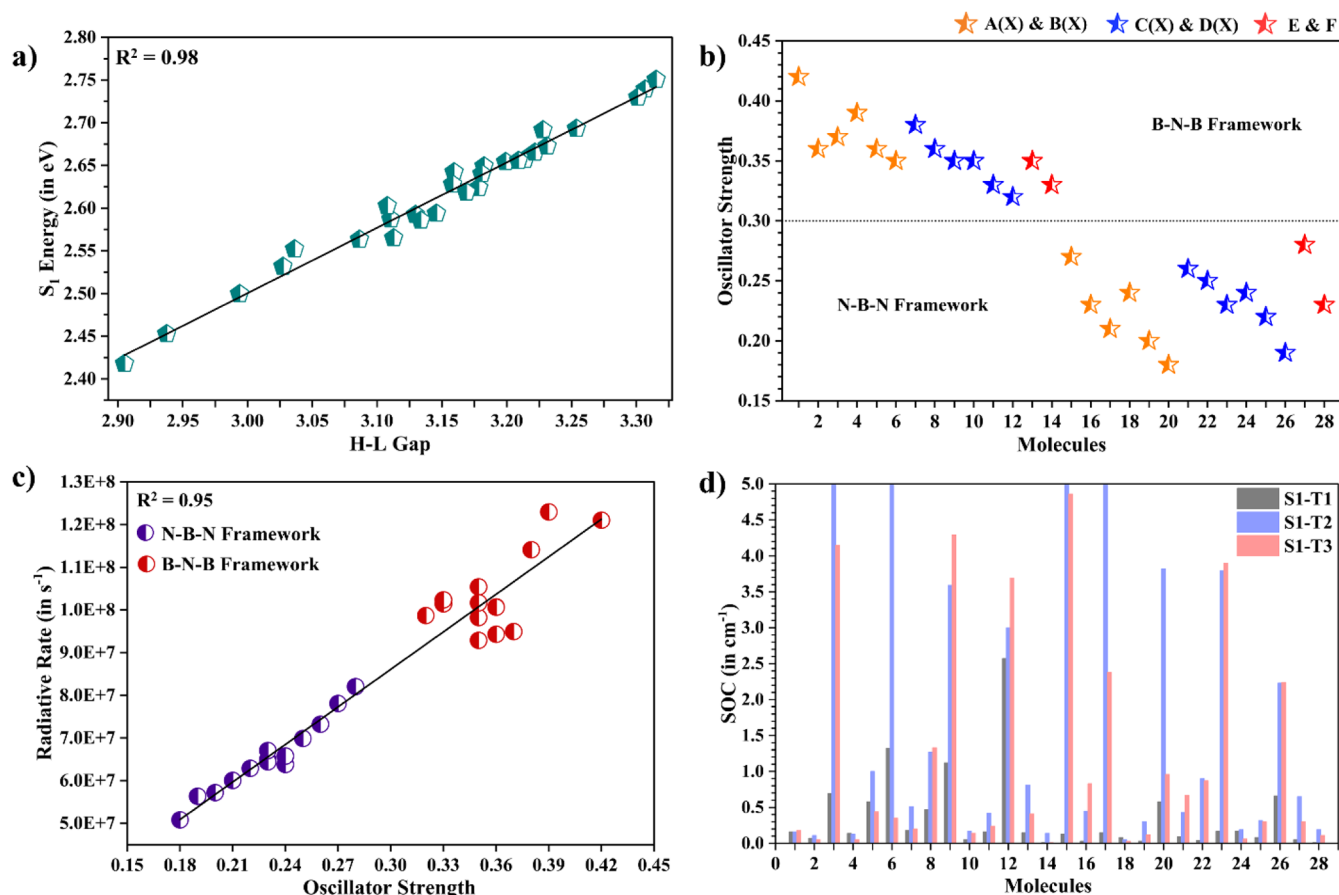 a)
R² = 0.98
S₁ Energy (in eV)
2.80
2.75
2.70
2.65
2.60
2.55
2.50
2.45
2.40
2.90 2.95 3.00 3.05 3.10 3.15 3.20 3.25 3.30
H-L Gap
A(X) & B(X) C(X) & D(X) E & F
b)
Oscillator Strength
0.45
0.40
0.35
0.30
0.25
0.20
0.15
B-N-B Framework
N-B-N Framework
2 4 6 8 10 12 14 16 18 20 22 24 26 28
Molecules
c)
R² = 0.95
N-B-N Framework
B-N-B Framework
Radiative Rate (in s⁻¹)
1.3E+8
1.2E+8
1.1E+8
1.0E+8
9.0E+7
8.0E+7
7.0E+7
6.0E+7
5.0E+7
0.15 0.18 0.21 0.24 0.27 0.30 0.33 0.36 0.39 0.42 0.45
Oscillator Strength
d)
S1-T1
S1-T2
S1-T3
SOC (in cm⁻¹)
5.0
4.5
4.0
3.5
3.0
2.5
2.0
1.5
1.0
0.5
0.0
0 2 4 6 8 10 12 14 16 18 20 22 24 26 28
Molecules